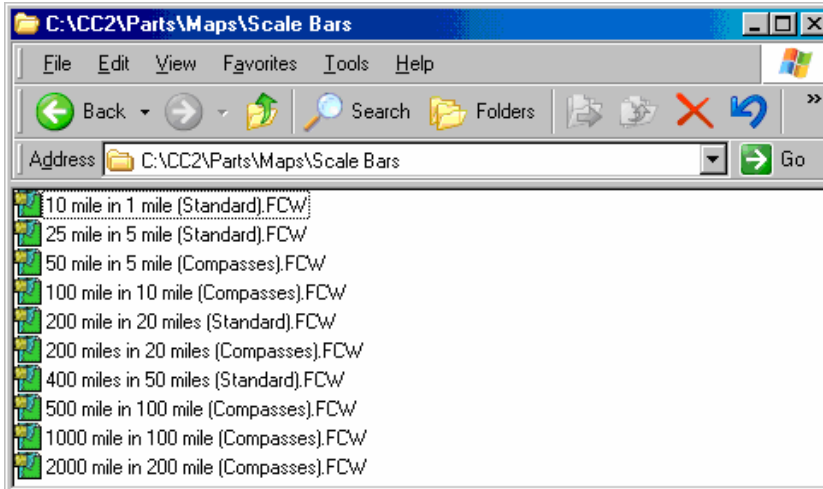 C:\CC2\Parts\Maps\Scale Bars
File Edit View Favorites Tools Help
Back Search Folders »
Address C:\CC2\Parts\Maps\Scale Bars Go
10 mile in 1 mile (Standard).FCW
25 mile in 5 mile (Standard).FCW
50 mile in 5 mile (Compasses).FCW
100 mile in 10 mile (Compasses).FCW
200 mile in 20 miles (Standard).FCW
200 miles in 20 miles (Compasses).FCW
400 miles in 50 miles (Standard).FCW
500 mile in 100 mile (Compasses).FCW
1000 mile in 100 mile (Compasses).FCW
2000 mile in 200 mile (Compasses).FCW